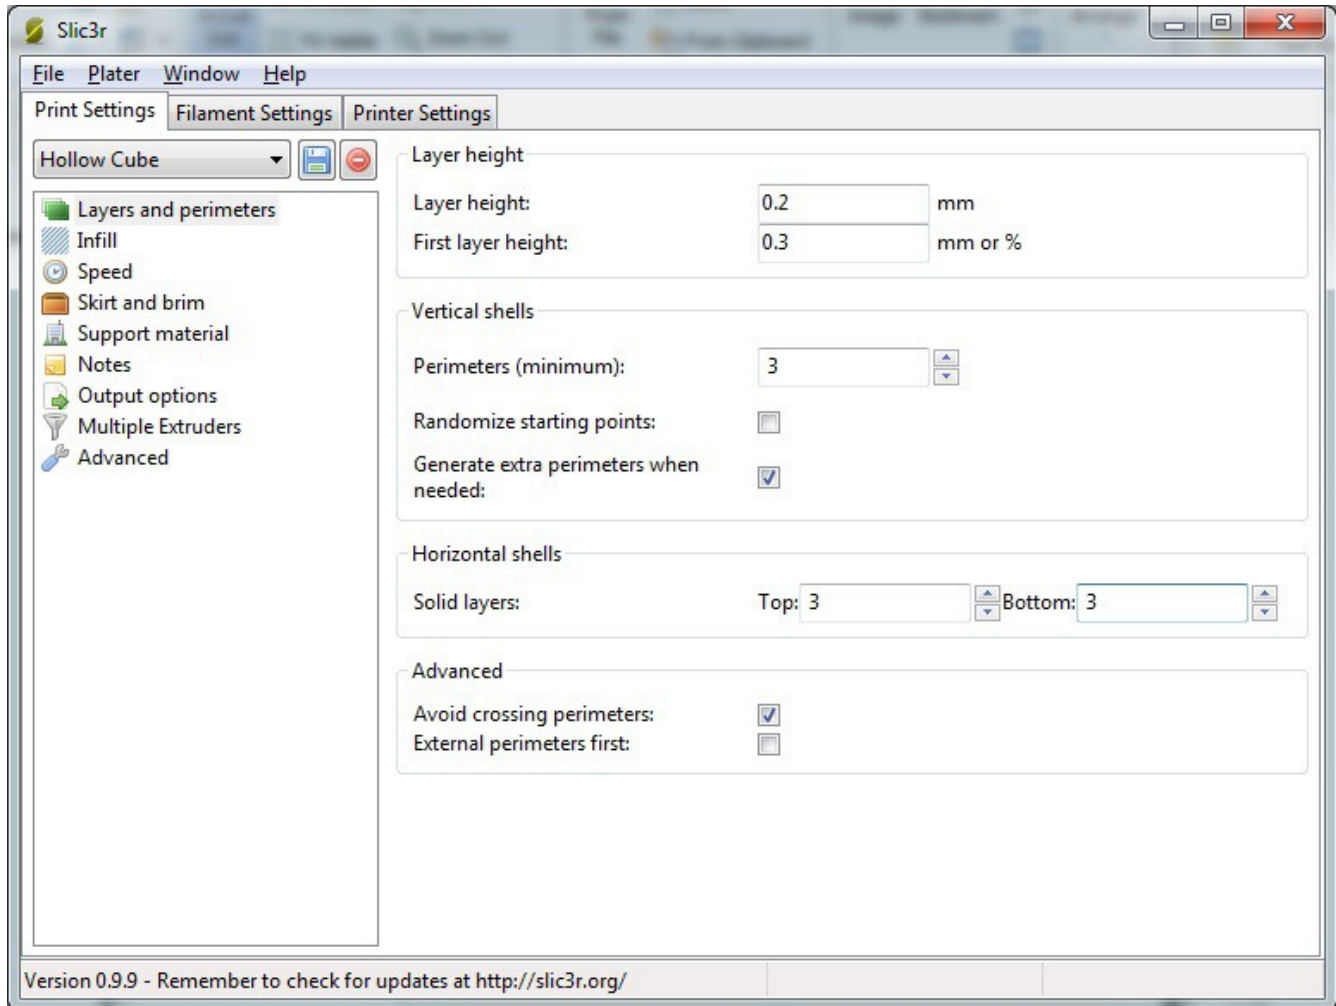 Slic3r
File Plater Window Help
Print Settings Filament Settings Printer Settings
Hollow Cube
Layers and perimeters
Infill
Speed
Skirt and brim
Support material
Notes
Output options
Multiple Extruders
Advanced
Layer height
Layer height: 0.2 mm
First layer height: 0.3 mm or %
Vertical shells
Perimeters (minimum): 3
Randomize starting points:
Generate extra perimeters when
needed:
Horizontal shells
Solid layers: Top: 3 Bottom: 3
Advanced
Avoid crossing perimeters:
External perimeters first:
Version 0.9.9 - Remember to check for updates at http://slic3r.org/